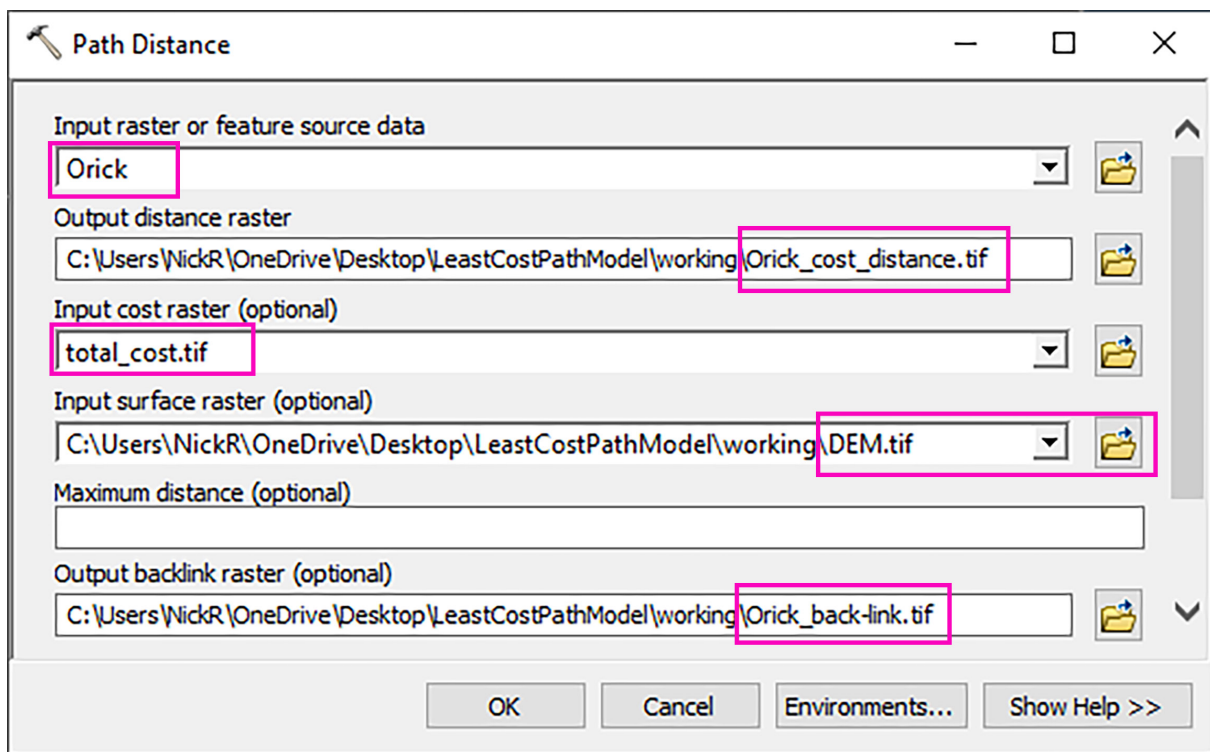 Path Distance
Input raster or feature source data
Orick
Output distance raster
C:\Users\NickR\OneDrive\Desktop\LeastCostPathModel\working\Orick_cost_distance.tif
Input cost raster (optional)
total_cost.tif
Input surface raster (optional)
C:\Users\NickR\OneDrive\Desktop\LeastCostPathModel\working\DEM.tif
Maximum distance (optional)
Output backlink raster (optional)
C:\Users\NickR\OneDrive\Desktop\LeastCostPathModel\working\Orick_back-link.tif
OK Cancel Environments... Show Help >>